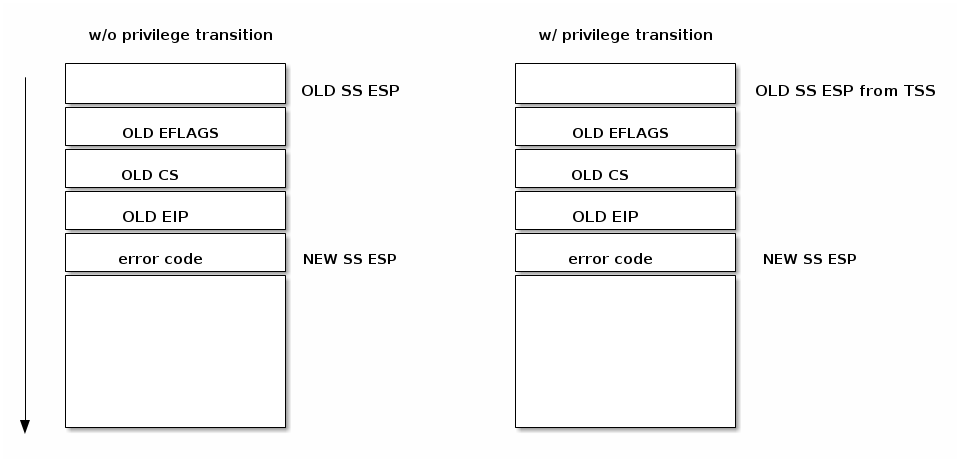 w/o privilege transition
OLD SS ESP
OLD EFLAGS
OLD CS
OLD EIP
error code
NEW SS ESP
w/ privilege transition
OLD SS ESP from TSS
OLD EFLAGS
OLD CS
OLD EIP
error code
NEW SS ESP